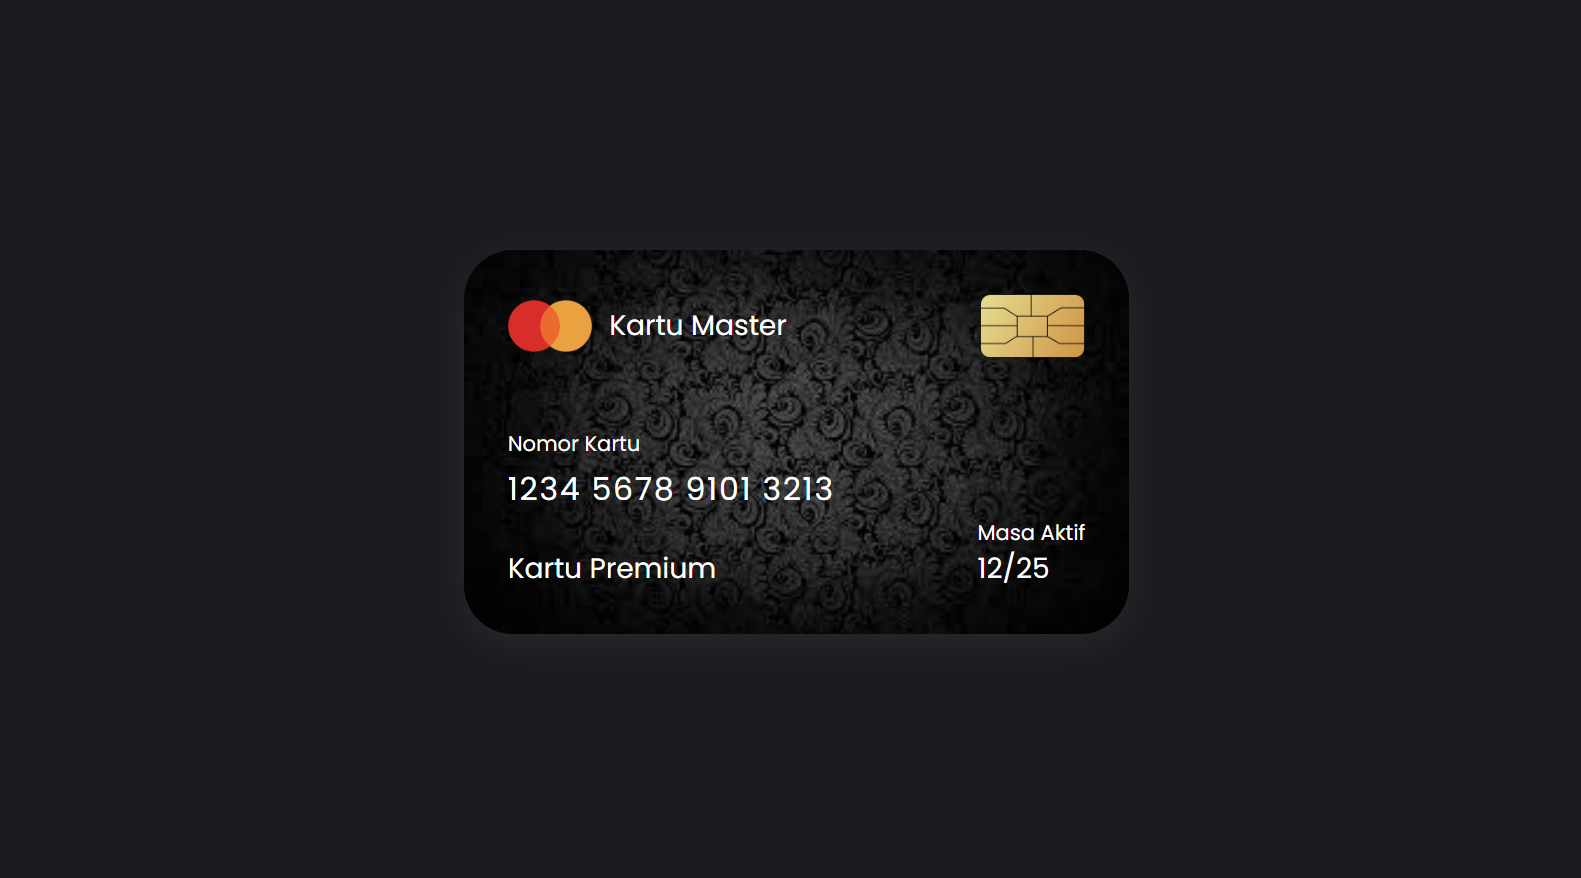 Kartu Master
Nomor Kartu
1234 5678 9101 3213
Masa Aktif
Kartu Premium
12/25